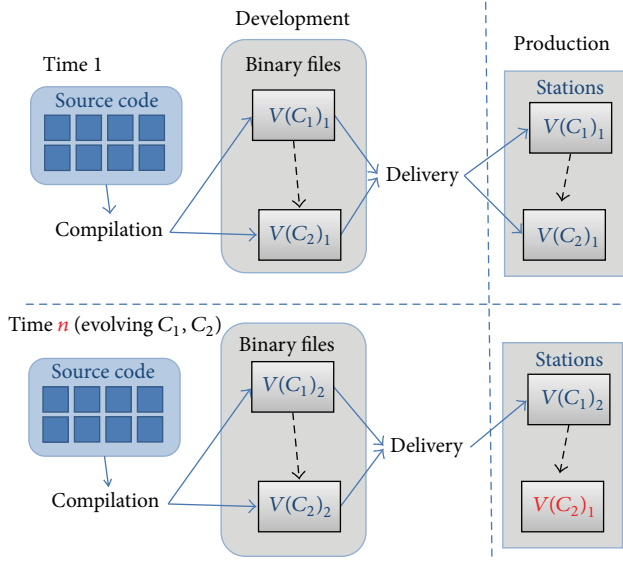 Development
Production
Time 1
Binary files
Source code
Stations
V(C₁)₁
V(C₁)₁
Delivery
Compilation
V(C₂)₁
V(C₂)₁
Time n (evolving C₁, C₂)
Binary files
Source code
Stations
V(C₁)₂
V(C₁)₂
Delivery
Compilation
V(C₂)₂
V(C₂)₁